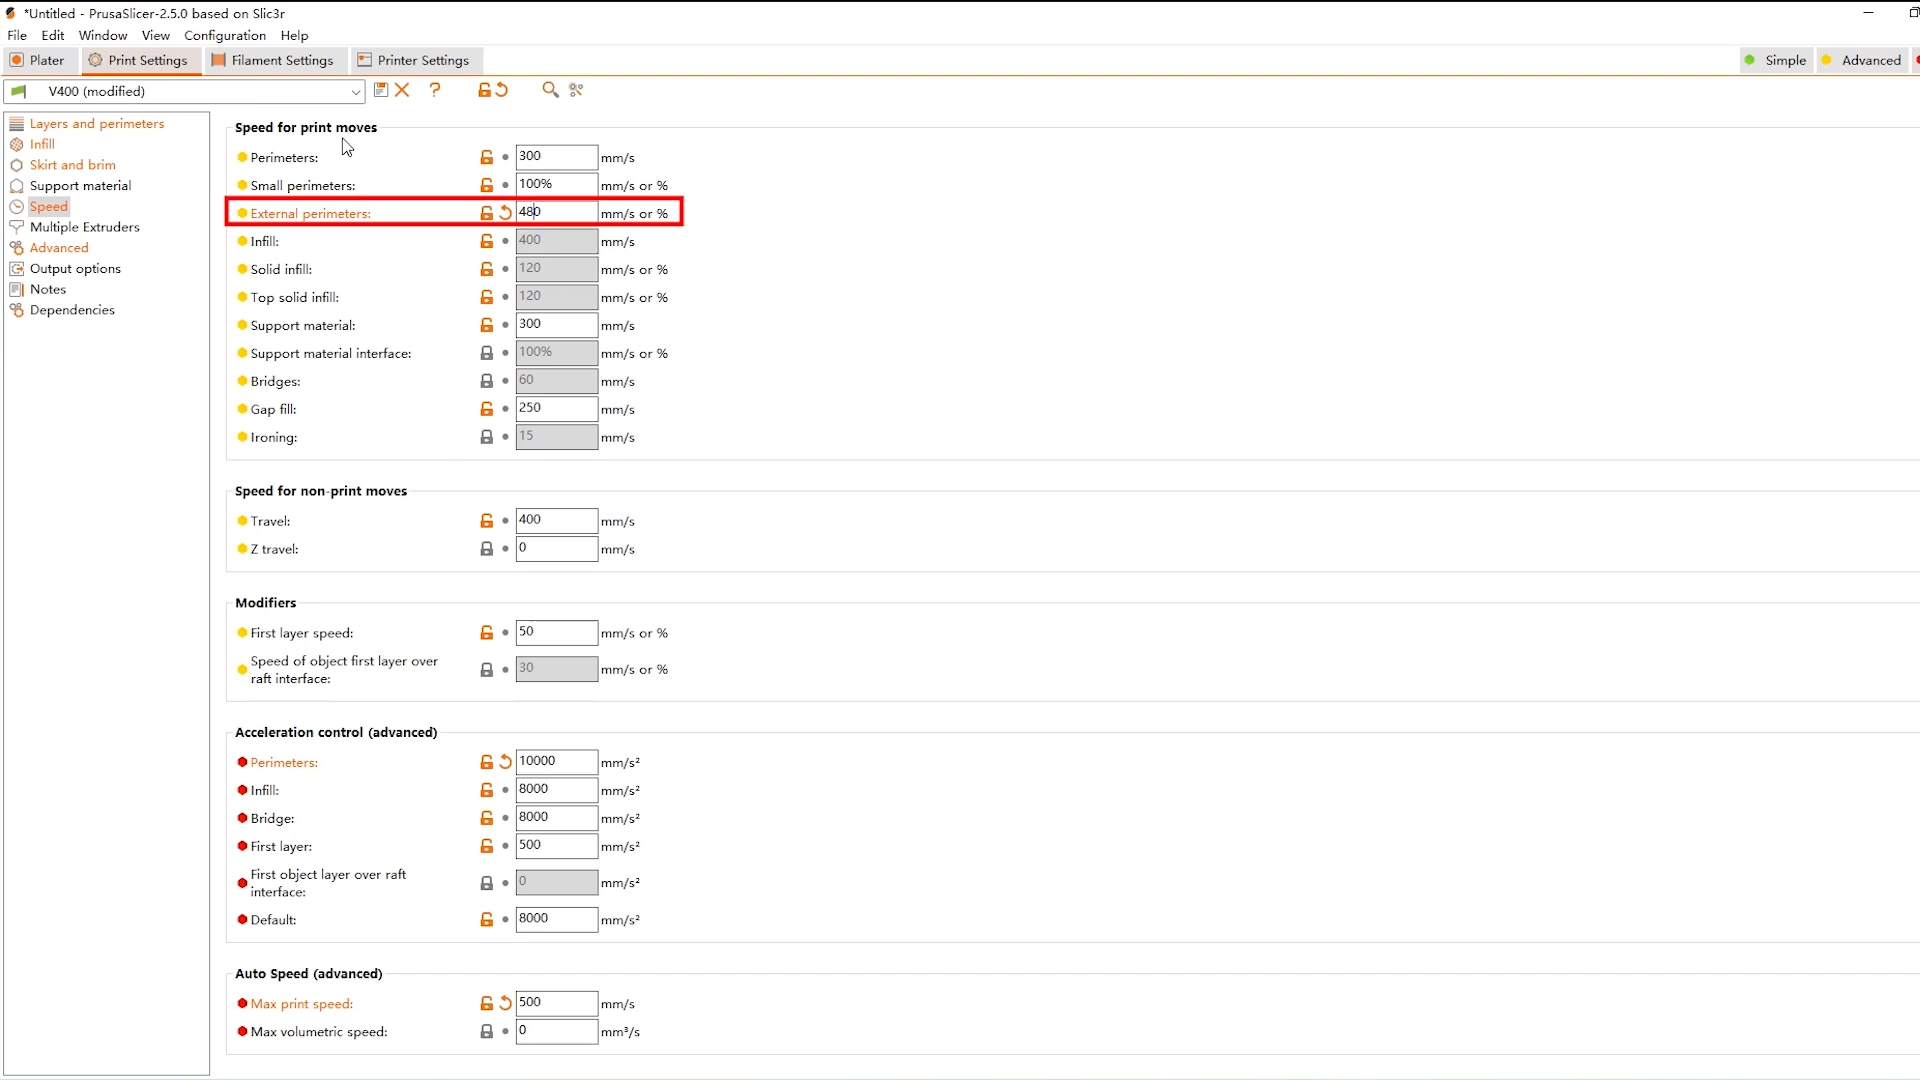 *Untitled - PrusaSlicer-2.5.0 based on Slic3r
File Edit Window View Configuration Help
Plater Print Settings Filament Settings Printer Settings Simple Advanced
V400 (modified) ?
Layers and perimeters
Infill
Skirt and brim
Support material
Speed
Multiple Extruders
Advanced
Output options
Notes
Dependencies
Speed for print moves
Perimeters: 300 mm/s
Small perimeters: 100% mm/s or %
External perimeters: 480 mm/s or %
Infill: 400 mm/s
Solid infill: 120 mm/s or %
Top solid infill: 120 mm/s or %
Support material: 300 mm/s
Support material interface: 100% mm/s or %
Bridges: 60 mm/s
Gap fill: 250 mm/s
Ironing: 15 mm/s
Speed for non-print moves
Travel: 400 mm/s
Z travel: 0 mm/s
Modifiers
First layer speed: 50 mm/s or %
Speed of object first layer over
raft interface: 30 mm/s or %
Acceleration control (advanced)
Perimeters: 10000 mm/s²
Infill: 8000 mm/s²
Bridge: 8000 mm/s²
First layer: 500 mm/s²
First object layer over raft
interface: 0 mm/s²
Default: 8000 mm/s²
Auto Speed (advanced)
Max print speed: 500 mm/s
Max volumetric speed: 0 mm³/s